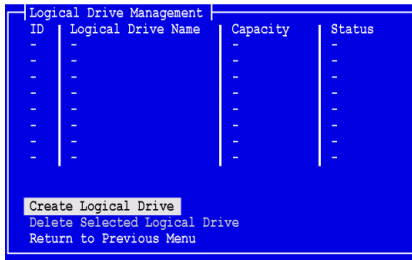 Logical Drive Management
ID Logical Drive Name Capacity Status
- - - -
- - - -
- - - -
- - - -
- - - -
- - - -
- - - -
- - - -
Create Logical Drive
Delete Selected Logical Drive
Return to Previous Menu